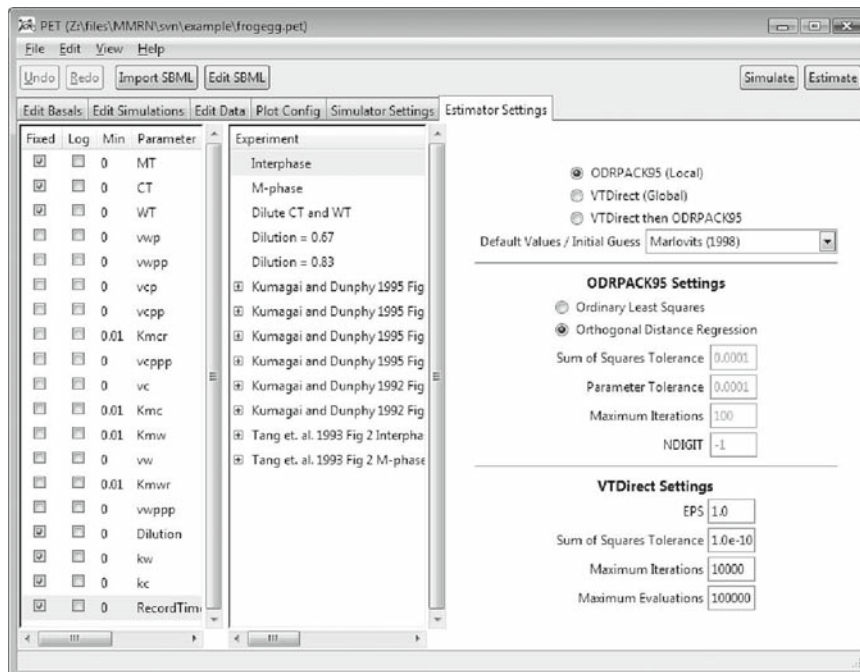 PET (Z:\files\MMRN\svn\example\frogegg.pet)
File Edit View Help
Undo Redo Import SBML Edit SBML Simulate Estimate
Edit Basals Edit Simulations Edit Data Plot Config Simulator Settings Estimator Settings
Fixed Log Min Parameter
0 MT
0 CT
0 WT
0 vwp
0 vwpp
0 vcp
0 vcpp
0.01 Kmcr
0 vcppp
0 vc
0.01 Kmc
0.01 Kmw
0 vw
0.01 Kmwr
0 vwppp
0 Dilution
0 kw
0 kc
0 RecordTim
Experiment
Interphase
M-phase
Dilute CT and WT
Dilution = 0.67
Dilution = 0.83
Kumagai and Dunphy 1995 Fig
Kumagai and Dunphy 1995 Fig
Kumagai and Dunphy 1995 Fig
Kumagai and Dunphy 1995 Fig
Kumagai and Dunphy 1992 Fig
Kumagai and Dunphy 1992 Fig
Tang et. al. 1993 Fig 2 Interpha
Tang et. al. 1993 Fig 2 M-phase
ODRPACK95 (Local)
VTDirect (Global)
VTDirect then ODRPACK95
Default Values / Initial Guess Marlovits (1998)
ODRPACK95 Settings
Ordinary Least Squares
Orthogonal Distance Regression
Sum of Squares Tolerance 0.0001
Parameter Tolerance 0.0001
Maximum Iterations 100
NDIGIT -1
VTDirect Settings
EPS 1.0
Sum of Squares Tolerance 1.0e-10
Maximum Iterations 10000
Maximum Evaluations 100000